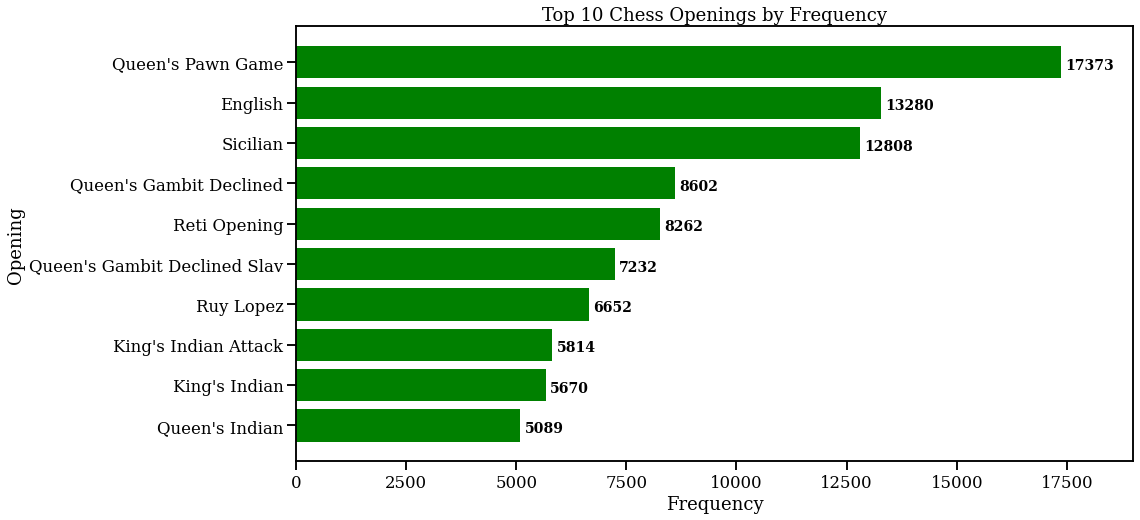 Top 10 Chess Openings by Frequency
Opening
Queen's Pawn Game 17373
English 13280
Sicilian 12808
Queen's Gambit Declined 8602
Reti Opening 8262
Queen's Gambit Declined Slav 7232
Ruy Lopez 6652
King's Indian Attack 5814
King's Indian 5670
Queen's Indian 5089
0 2500 5000 7500 10000 12500 15000 17500
Frequency